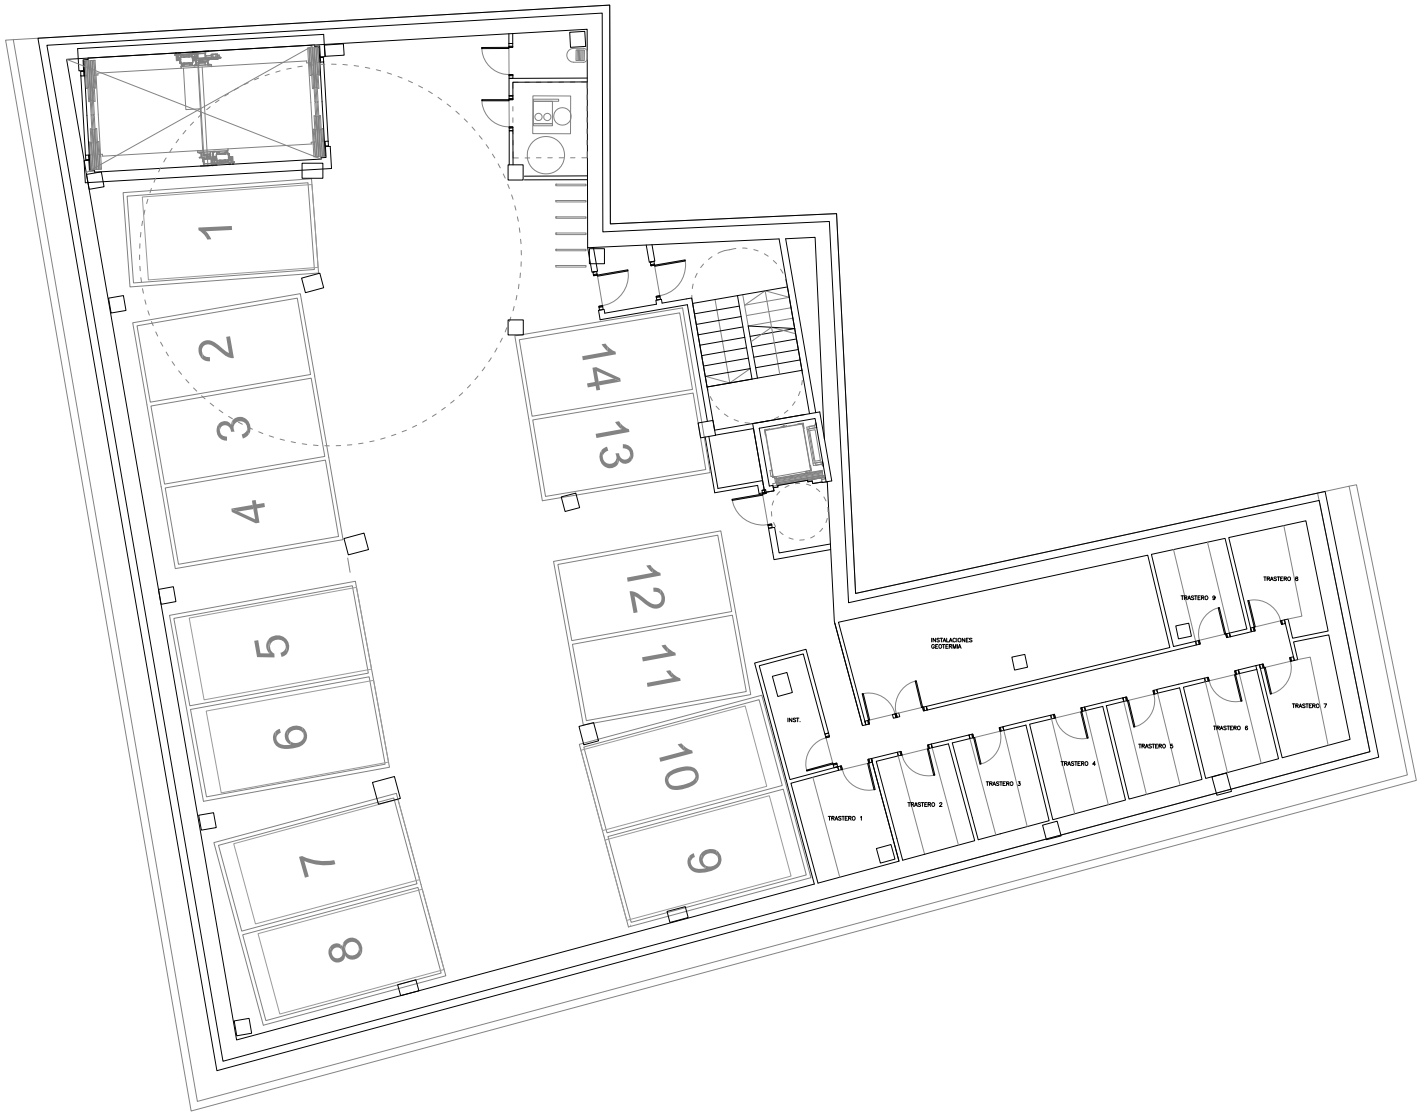 1
2
3
4
5
6
7
8
14
13
12
11
10
9
INST.
INSTALACIONES
GEOTERMIA
TRASTERO 9
TRASTERO 8
TRASTERO 7
TRASTERO 6
TRASTERO 5
TRASTERO 4
TRASTERO 3
TRASTERO 2
TRASTERO 1